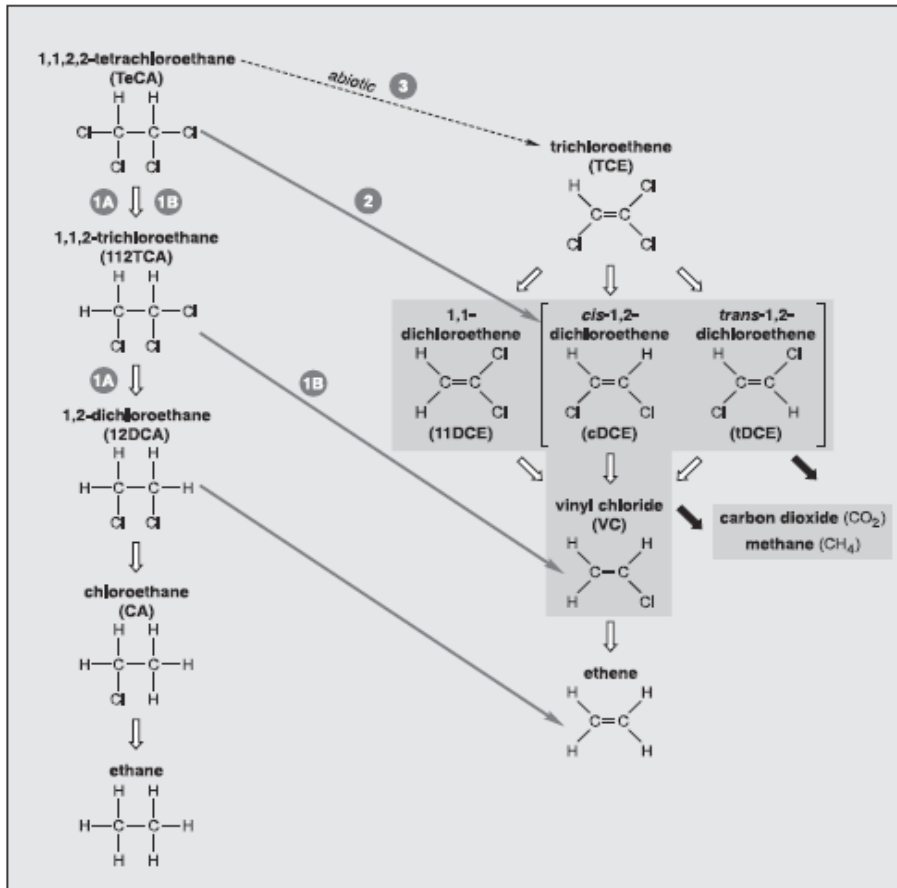 1,1,2,2-tetrachloroethane
(TeCA)
H H
Cl C C Cl
Cl Cl
1A 1B
1,1,2-trichloroethane
(112TCA)
H H
H C C Cl
Cl Cl
1A
1,2-dichloroethane
(12DCA)
H H
H C C H
Cl Cl
chloroethane
(CA)
H H
H C C H
Cl H
ethane
H H
H C C H
H H
abiotic 3
2
1B
trichloroethene
(TCE)
H Cl
C=C
Cl Cl
1,1-
dichloroethene
H Cl
C=C
H Cl
(11DCE)
cis-1,2-
dichloroethene
H H
C=C
Cl Cl
(cDCE)
trans-1,2-
dichloroethene
H Cl
C=C
Cl H
(tDCE)
vinyl chloride
(VC)
H H
C–C
H Cl
carbon dioxide (CO₂)
methane (CH₄)
ethene
H H
C=C
H H